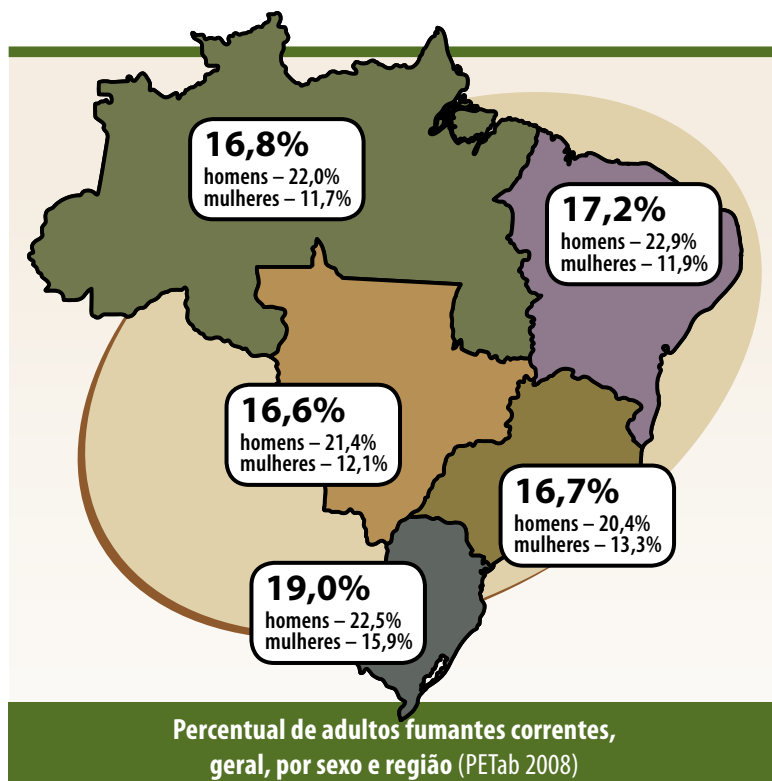 16,8%
homens – 22,0%
mulheres – 11,7%
17,2%
homens – 22,9%
mulheres – 11,9%
16,6%
homens – 21,4%
mulheres – 12,1%
16,7%
homens – 20,4%
mulheres – 13,3%
19,0%
homens – 22,5%
mulheres – 15,9%
Percentual de adultos fumantes correntes,
geral, por sexo e região (PETab 2008)